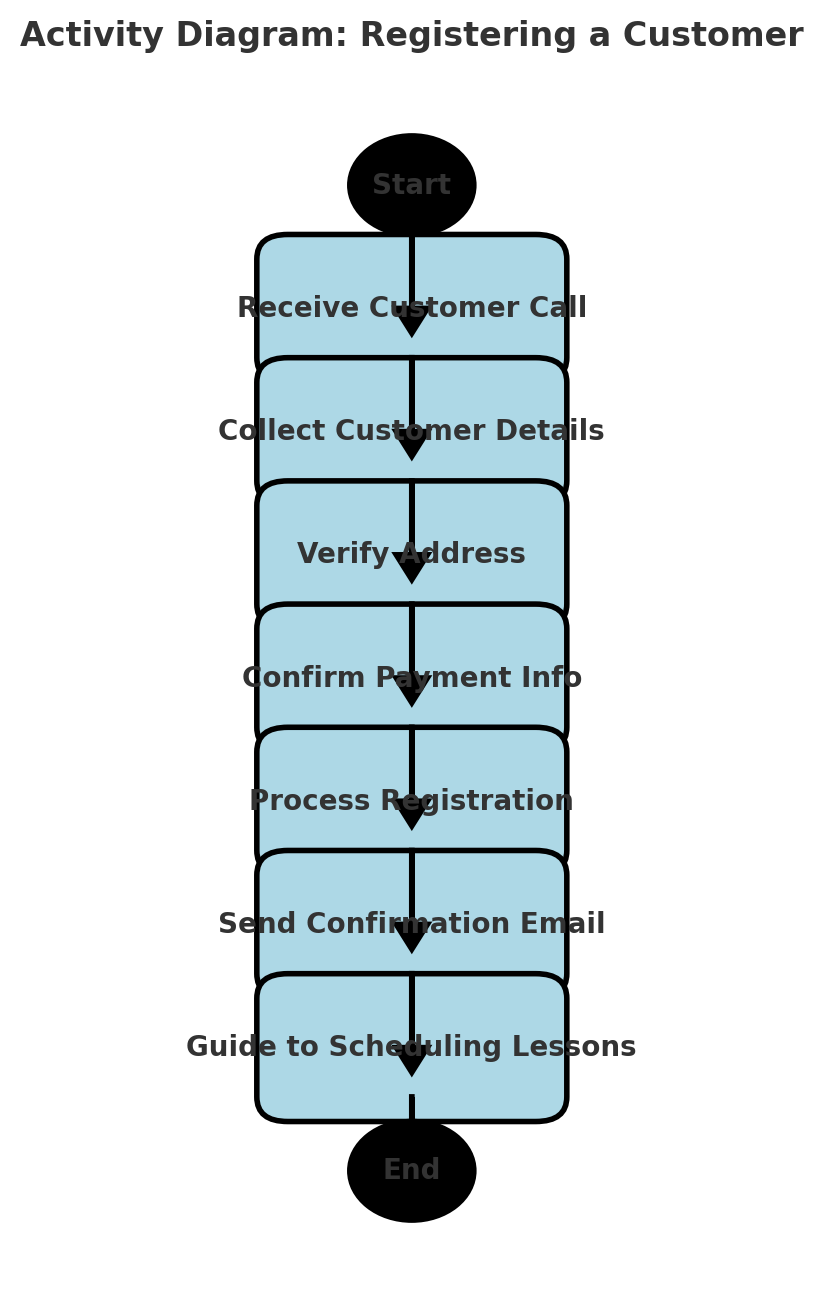 Activity Diagram: Registering a Customer
Start
Receive Customer Call
Collect Customer Details
Verify Address
Confirm Payment Info
Process Registration
Send Confirmation Email
Guide to Scheduling Lessons
End